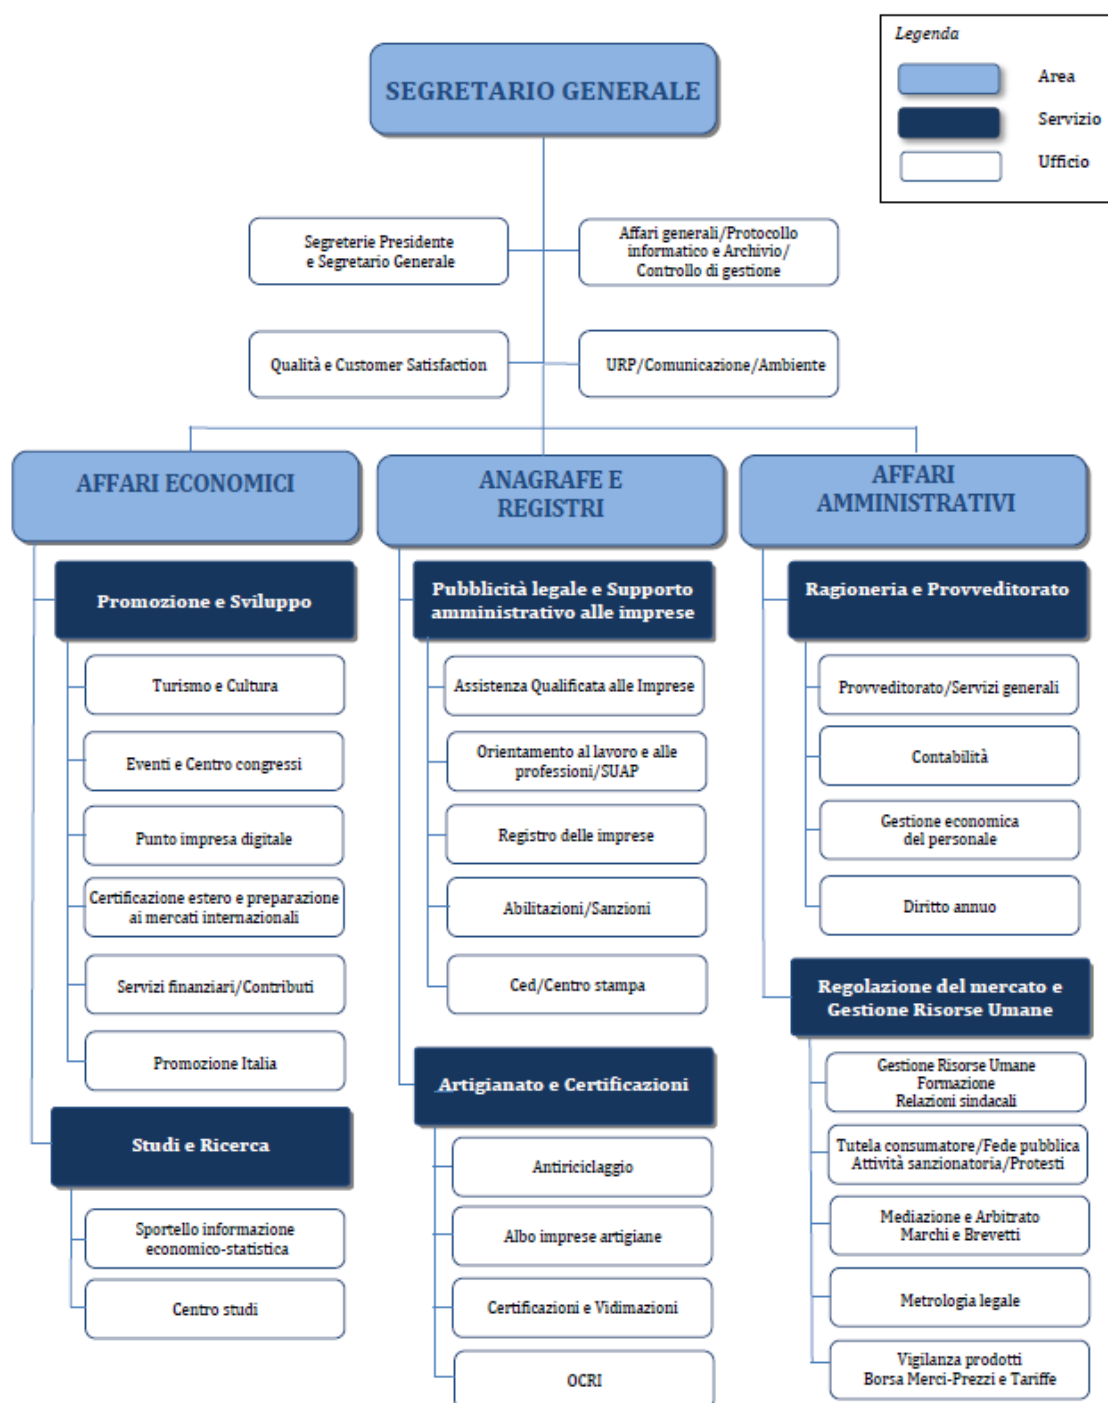 Legenda
Area
Servizio
Ufficio
SEGRETARIO GENERALE
Segreterie Presidente
e Segretario Generale
Affari generali/Protocollo
informatico e Archivio/
Controllo di gestione
Qualità e Customer Satisfaction
URP/Comunicazione/Ambiente
AFFARI ECONOMICI
Promozione e Sviluppo
Turismo e Cultura
Eventi e Centro congressi
Punto impresa digitale
Certificazione estero e preparazione
ai mercati internazionali
Servizi finanziari/Contributi
Promozione Italia
Studi e Ricerca
Sportello informazione
economico-statistica
Centro studi
ANAGRAFE E
REGISTRI
Pubblicità legale e Supporto
amministrativo alle imprese
Assistenza Qualificata alle Imprese
Orientamento al lavoro e alle
professioni/SUAP
Registro delle imprese
Abilitazioni/Sanzioni
Ced/Centro stampa
Artigianato e Certificazioni
Antiriciclaggio
Albo imprese artigiane
Certificazioni e Vidimazioni
OCRI
AFFARI
AMMINISTRATIVI
Ragioneria e Provveditorato
Provveditorato/Servizi generali
Contabilità
Gestione economica
del personale
Diritto annuo
Regolazione del mercato e
Gestione Risorse Umane
Gestione Risorse Umane
Formazione
Relazioni sindacali
Tutela consumatore/Fede pubblica
Attività sanzionatoria/Protesti
Mediazione e Arbitrato
Marchi e Brevetti
Metrologia legale
Vigilanza prodotti
Borsa Merci-Prezzi e Tariffe